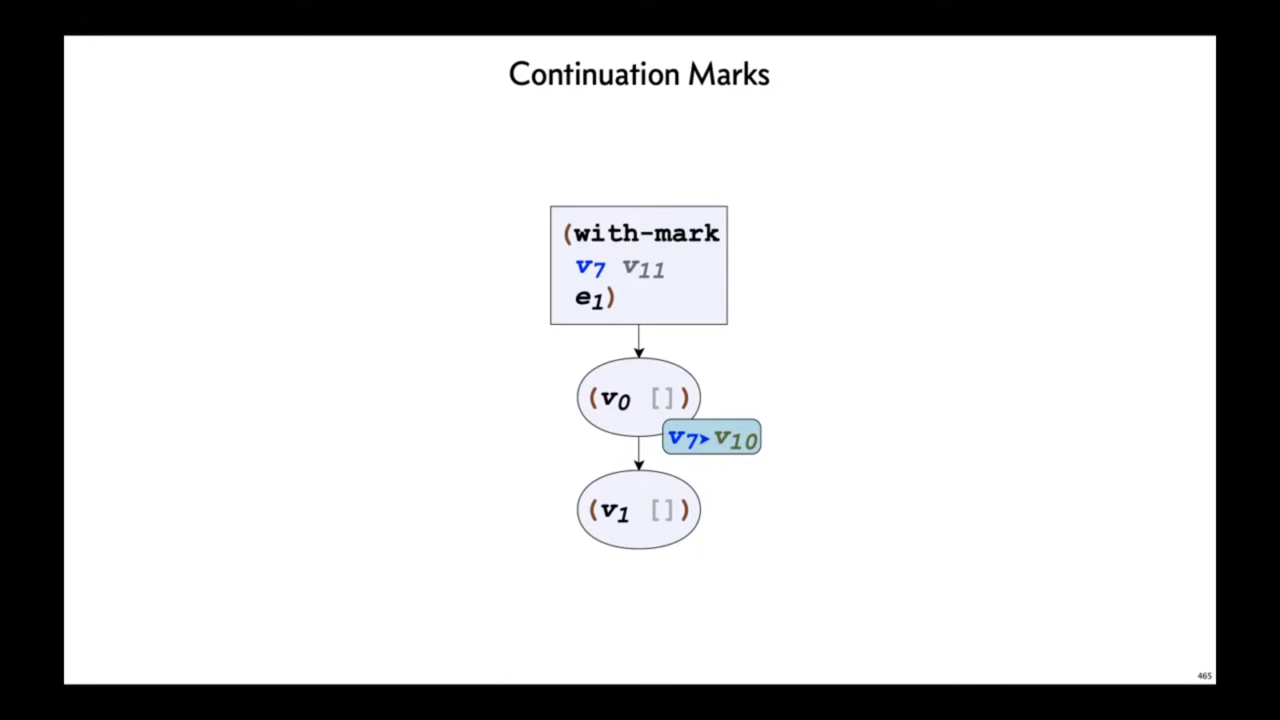 Continuation Marks
(with-mark
v7 v11
e1)
(v0 [])
v7➤v10
(v1 [])
465